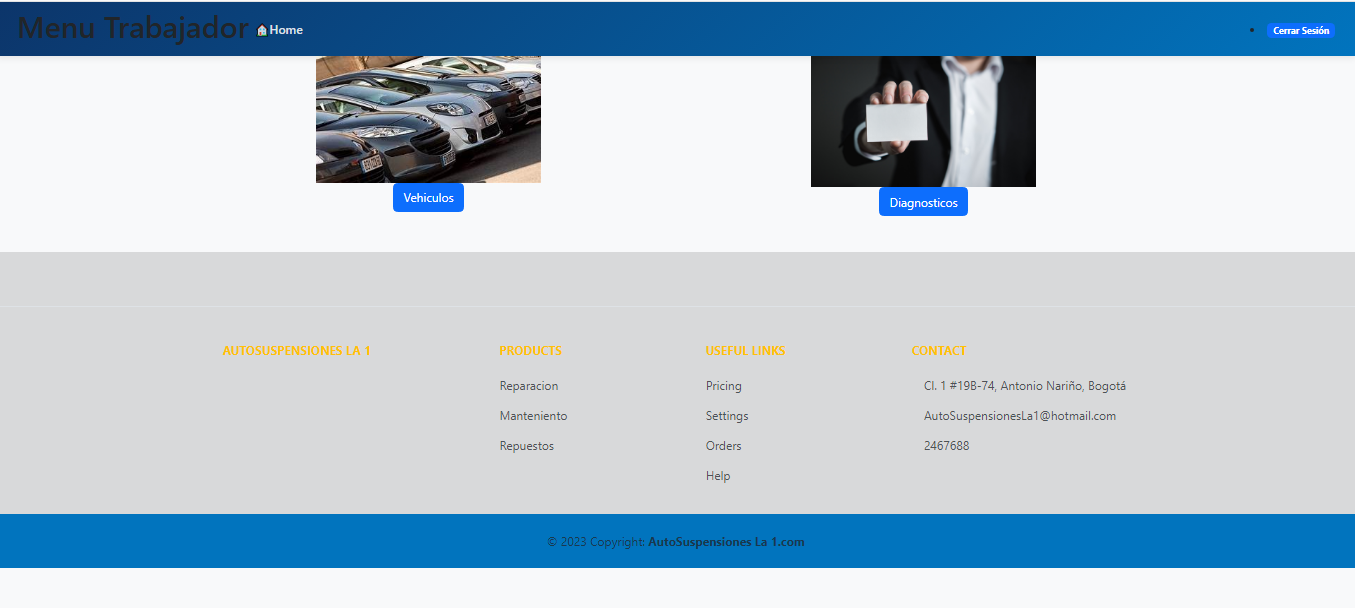 Menu Trabajador Home
Cerrar Sesión
Vehiculos
Diagnosticos
AUTOSUSPENSIONES LA 1
PRODUCTS
Reparacion
Manteniento
Repuestos
USEFUL LINKS
Pricing
Settings
Orders
Help
CONTACT
Cl. 1 #19B-74, Antonio Nariño, Bogotá
AutoSuspensionesLa1@hotmail.com
2467688
© 2023 Copyright: AutoSuspensiones La 1.com